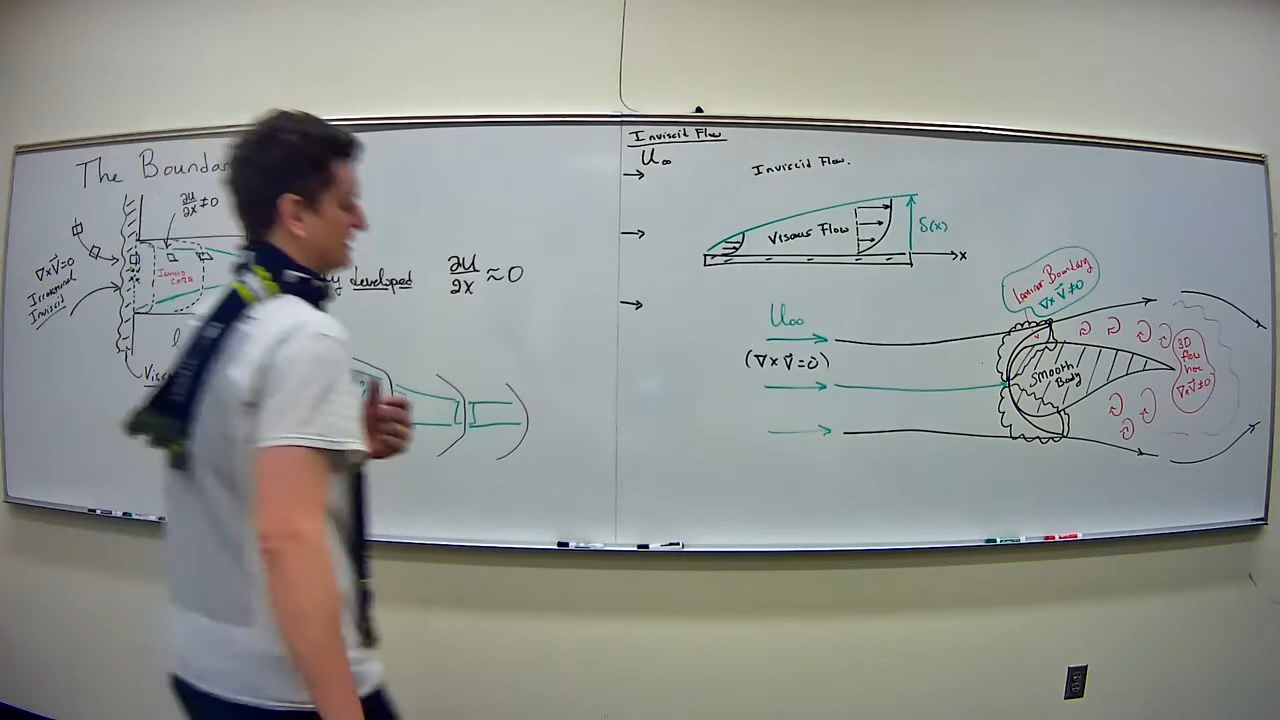 The Boundar
∂u/∂x ≠ 0
∇×V⃗=0
Irrotational
Inviscid
Inviscid
core
l
Visc
developed
∂u/∂x ≈ 0
Inviscid Flow
U∞
Inviscid Flow.
Viscous Flow
δ(x)
x
Laminar Boundary
∇×V⃗≠0
U∞
(∇×V⃗=0)
Smooth
Body
3D
flow
here
∇×V⃗≠0